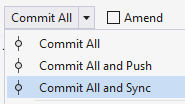 Commit All Amend
Commit All
Commit All and Push
Commit All and Sync